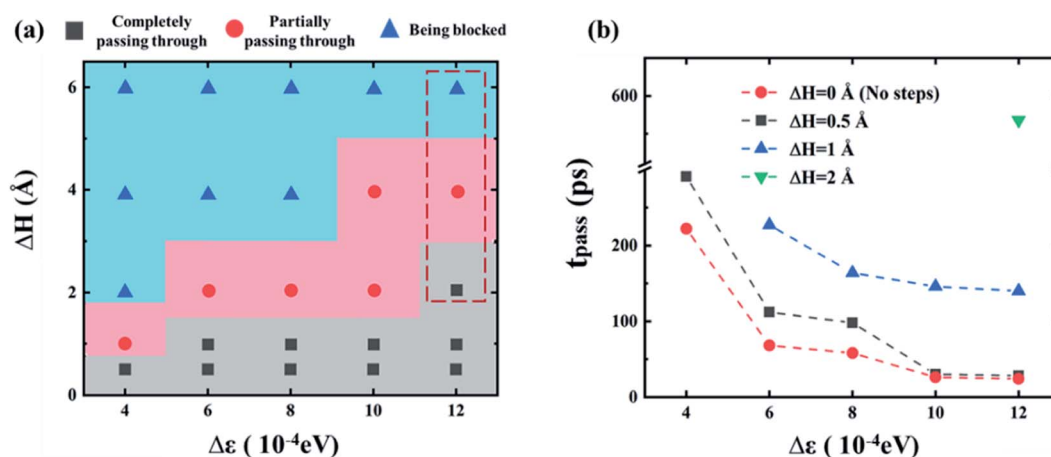 (a)
Completely
passing through
Partially
passing through
Being blocked
6
4
2
0
ΔH (Å)
4 6 8 10 12
Δε ( 10⁻⁴eV)
(b)
600
200
100
0
tpass (ps)
ΔH=0 Å (No steps)
ΔH=0.5 Å
ΔH=1 Å
ΔH=2 Å
4 6 8 10 12
Δε ( 10⁻⁴eV)